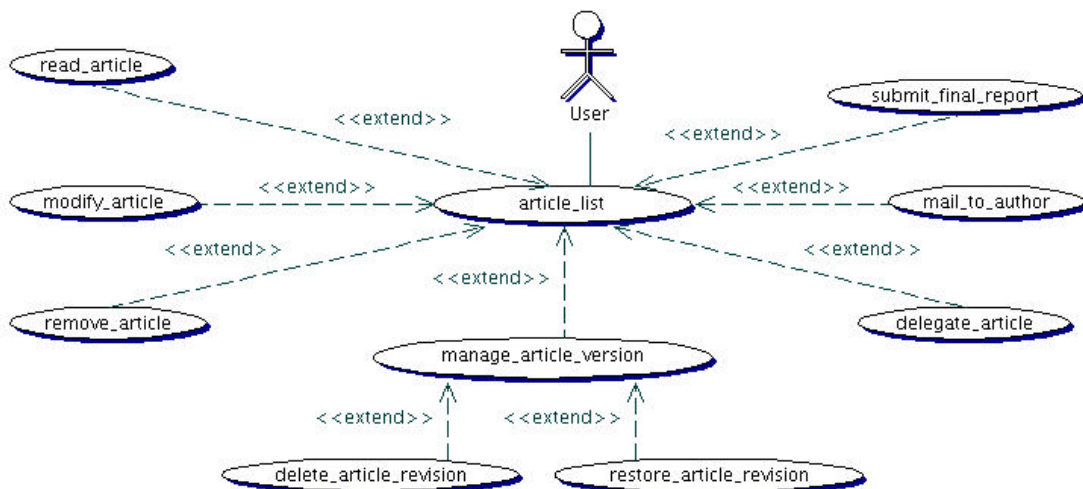 read_article
submit_final_report
User
<<extend>>
<<extend>>
modify_article
<<extend>>
article_list
<<extend>>
mail_to_author
<<extend>>
<<extend>>
<<extend>>
remove_article
delegate_article
manage_article_version
<<extend>>
<<extend>>
delete_article_revision
restore_article_revision